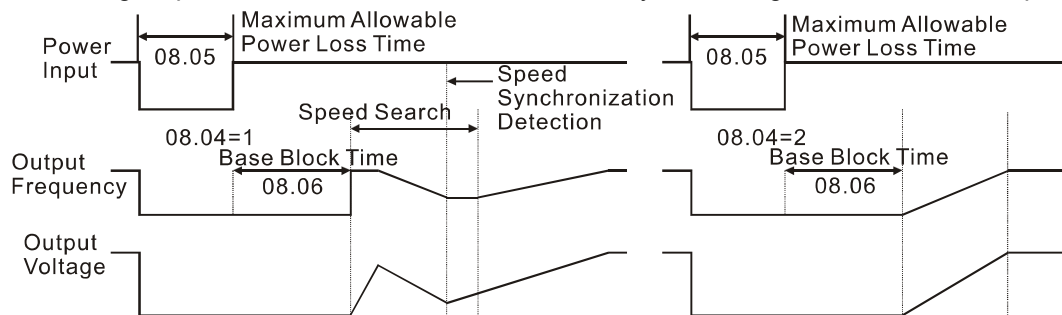 Maximum Allowable
Power Loss Time
Power
Input
08.05
Speed
Synchronization
Detection
Speed Search
08.04=1
Base Block Time
08.06
Output
Frequency
Output
Voltage
Maximum Allowable
Power Loss Time
08.05
08.04=2
Base Block Time
08.06